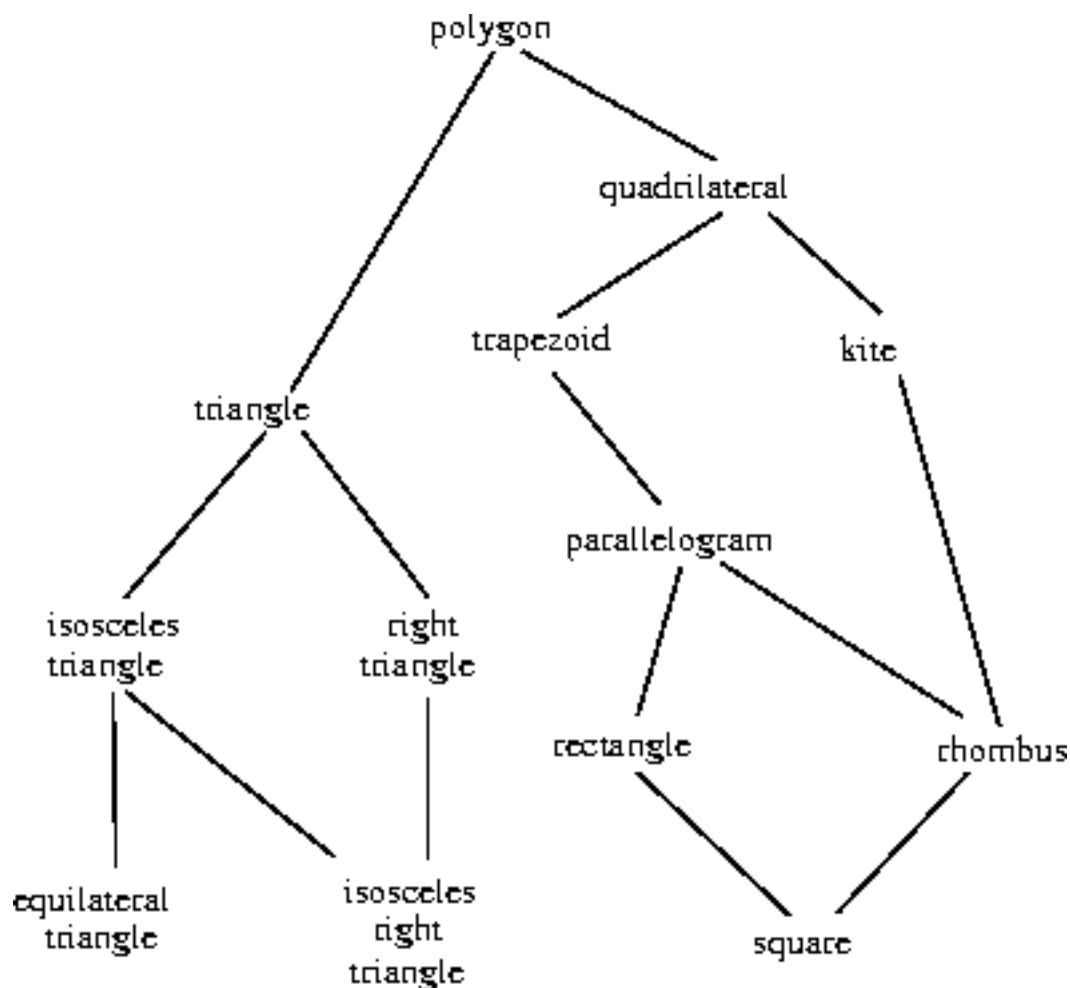 polygon
quadrilateral
trapezoid
kite
triangle
parallelogram
isosceles
triangle
right
triangle
rectangle
rhombus
equilateral
triangle
isosceles
right
triangle
square